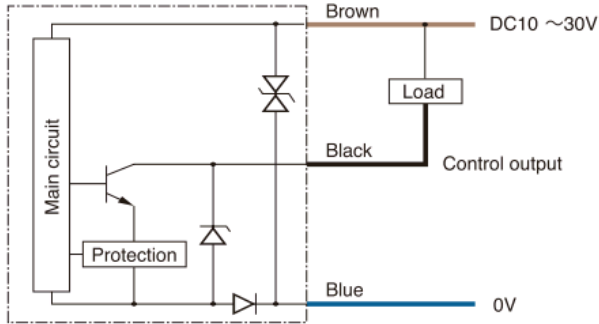 Brown
DC10 ～30V
Load
Main circuit
Black
Control output
Protection
Blue
0V